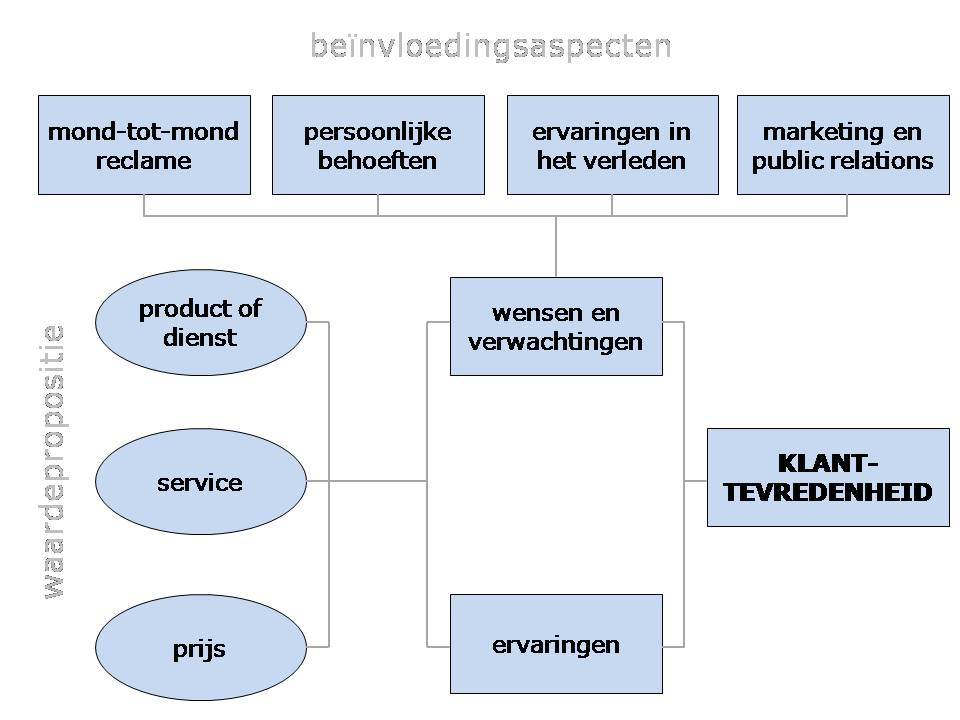 beïnvloedingsaspecten
mond-tot-mond
reclame
persoonlijke
behoeften
ervaringen in
het verleden
marketing en
public relations
waardepropositie
product of
dienst
wensen en
verwachtingen
service
KLANT-
TEVREDENHEID
prijs
ervaringen